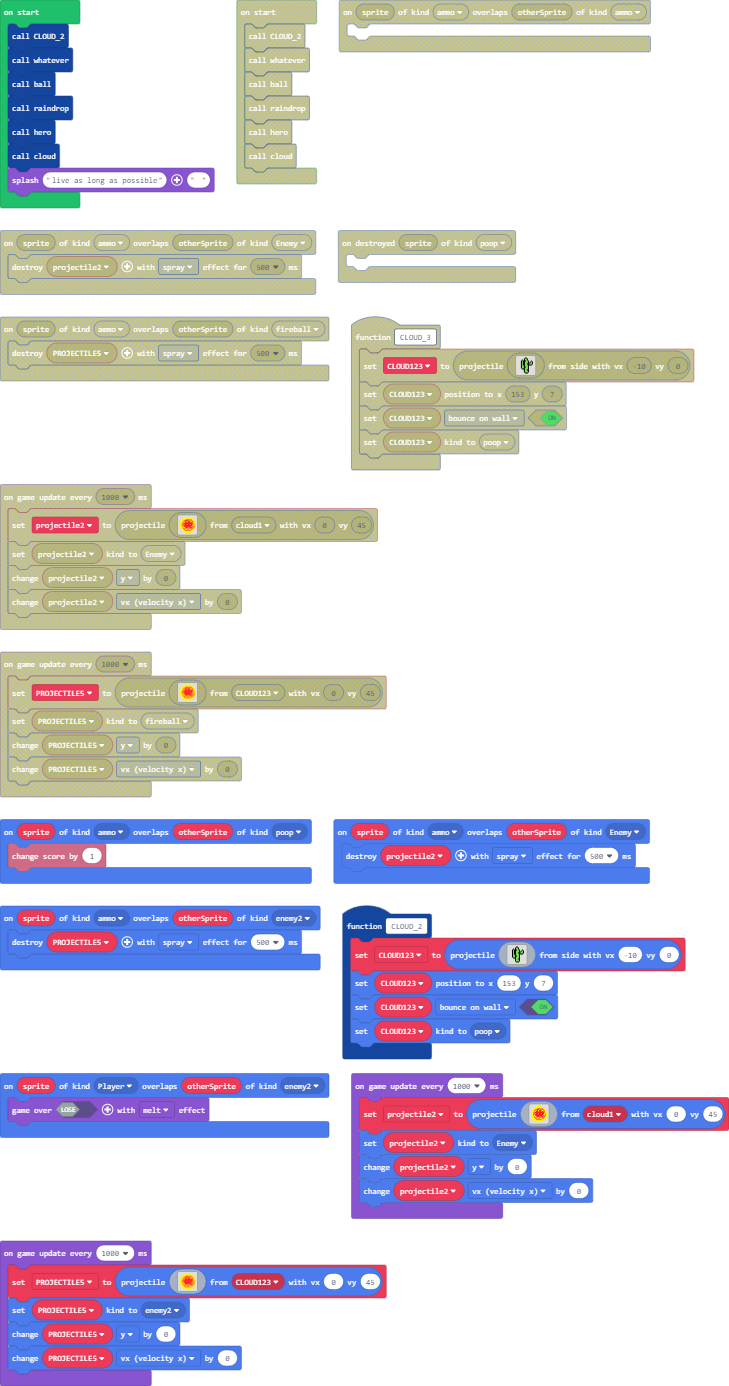 on start
call CLOUD_2
call whatever
call ball
call raindrop
call hero
call cloud
splash "live as long as possible" " "
on start
call CLOUD_2
call whatever
call ball
call raindrop
call hero
call cloud
on sprite of kind ammo overlaps otherSprite of kind ammo
on sprite of kind ammo overlaps otherSprite of kind Enemy
destroy projectile2 with spray effect for 500 ms
on destroyed sprite of kind poop
on sprite of kind ammo overlaps otherSprite of kind fireball
destroy PROJECTILE5 with spray effect for 500 ms
function CLOUD_3
set CLOUD123 to projectile from side with vx -10 vy 0
set CLOUD123 position to x 153 y 7
set CLOUD123 bounce on wall ON
set CLOUD123 kind to poop
on game update every 1000 ms
set projectile2 to projectile from cloud1 with vx 0 vy 45
set projectile2 kind to Enemy
change projectile2 y by 0
change projectile2 vx (velocity x) by 0
on game update every 1000 ms
set PROJECTILE5 to projectile from CLOUD123 with vx 0 vy 45
set PROJECTILE5 kind to fireball
change PROJECTILE5 y by 0
change PROJECTILE5 vx (velocity x) by 0
on sprite of kind ammo overlaps otherSprite of kind poop
change score by 1
on sprite of kind ammo overlaps otherSprite of kind Enemy
destroy projectile2 with spray effect for 500 ms
on sprite of kind ammo overlaps otherSprite of kind enemy2
destroy PROJECTILE5 with spray effect for 500 ms
function CLOUD_2
set CLOUD123 to projectile from side with vx -10 vy 0
set CLOUD123 position to x 153 y 7
set CLOUD123 bounce on wall ON
set CLOUD123 kind to poop
on sprite of kind Player overlaps otherSprite of kind enemy2
game over LOSE with melt effect
on game update every 1000 ms
set projectile2 to projectile from cloud1 with vx 0 vy 45
set projectile2 kind to Enemy
change projectile2 y by 0
change projectile2 vx (velocity x) by 0
on game update every 1000 ms
set PROJECTILE5 to projectile from CLOUD123 with vx 0 vy 45
set PROJECTILE5 kind to enemy2
change PROJECTILE5 y by 0
change PROJECTILE5 vx (velocity x) by 0